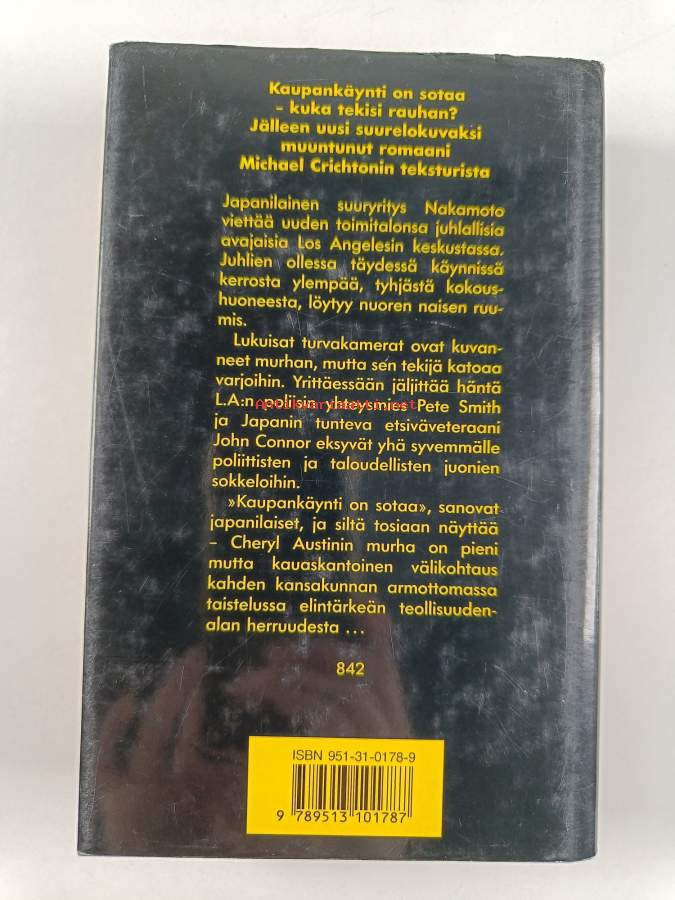 Kaupankäynti on sotaa
– kuka tekisi rauhan?
Jälleen uusi suurelokuvaksi
muuntunut romaani
Michael Crichtonin teksturista
Japanilainen suuryritys Nakamoto
viettää uuden toimitalonsa juhlallisia
avajaisia Los Angelesin keskustassa.
Juhlien ollessa täydessä käynnissä
kerrosta ylempää, tyhjästä kokous-
huoneesta, löytyy nuoren naisen ruu-
mis.
Lukuisat turvakamerat ovat kuvan-
neet murhan, mutta sen tekijä katoaa
varjoihin. Yrittäessään jäljittää häntä
L.A:n poliisin yhteysmies Pete Smith
ja Japanin tunteva etsiväveteraani
John Connor eksyvät yhä syvemmälle
poliittisten ja taloudellisten juonien
sokkeloihin.
»Kaupankäynti on sotaa», sanovat
japanilaiset, ja siltä tosiaan näyttää
– Cheryl Austinin murha on pieni
mutta kauaskantoinen välikohtaus
kahden kansakunnan armottomassa
taistelussa elintärkeän teollisuuden-
alan herruudesta ...
842
ISBN 951-31-0178-9
9 789513 101787